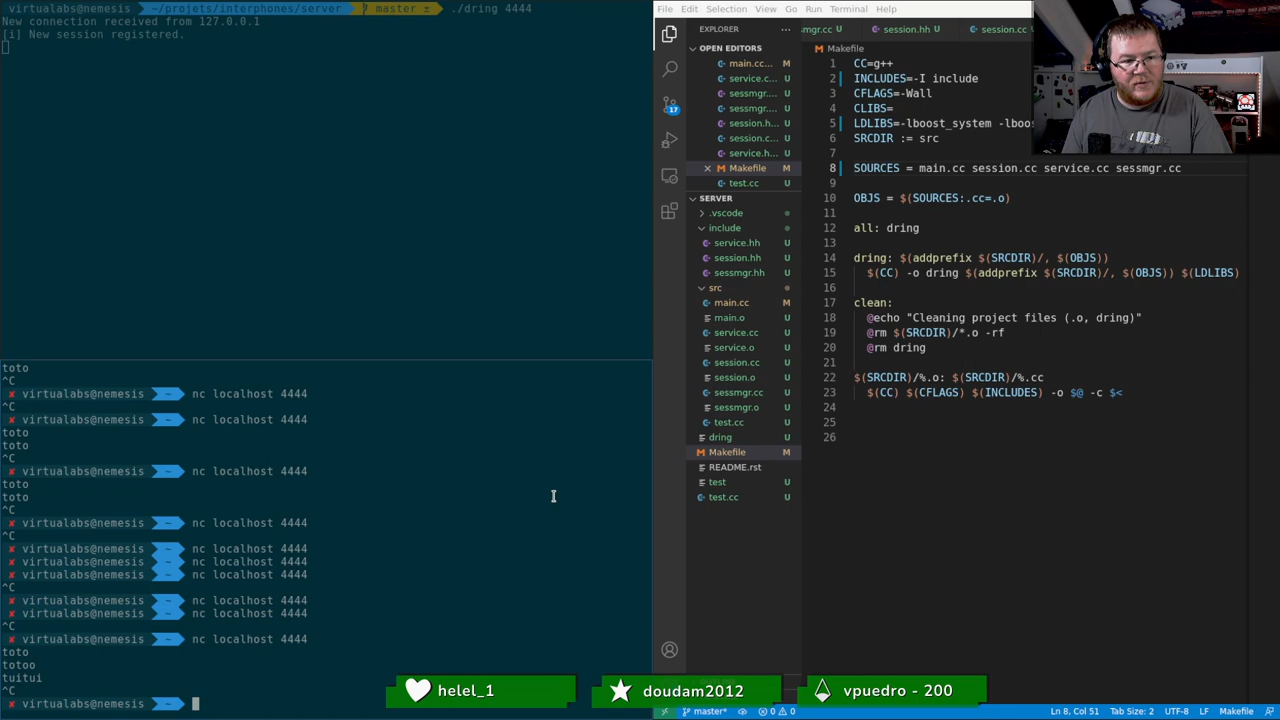 virtualabs@nemesis ~/projets/interphones/server master ± ./dring 4444
New connection received from 127.0.0.1
[i] New session registered.
toto
^C
✘ virtualabs@nemesis ~ nc localhost 4444
^C
✘ virtualabs@nemesis ~ nc localhost 4444
toto
toto
^C
✘ virtualabs@nemesis ~ nc localhost 4444
toto
toto
^C
✘ virtualabs@nemesis ~ nc localhost 4444
^C
✘ virtualabs@nemesis ~ nc localhost 4444
✘ virtualabs@nemesis ~ nc localhost 4444
✘ virtualabs@nemesis ~ nc localhost 4444
^C
✘ virtualabs@nemesis ~ nc localhost 4444
✘ virtualabs@nemesis ~ nc localhost 4444
^C
✘ virtualabs@nemesis ~ nc localhost 4444
toto
totoo
tuitui
^C
✘ virtualabs@nemesis ~
File Edit Selection View Go Run Terminal Help
EXPLORER ...
OPEN EDITORS
main.cc... M
service.c... U
sessmgr.... U
sessmgr.... U
session.h... U
session.c... U
service.h... U
Makefile M
test.cc U
SERVER
.vscode
include
service.hh U
session.hh U
sessmgr.hh U
src
main.cc M
main.o U
service.cc U
service.o U
session.cc U
session.o U
sessmgr.cc U
sessmgr.o U
test.cc U
dring U
Makefile M
README.rst
test U
test.cc U
17
mgr.cc U session.hh U session.cc
Makefile
1 CC=g++
2 INCLUDES=-I include
3 CFLAGS=-Wall
4 CLIBS=
5 LDLIBS=-lboost_system -lboos
6 SRCDIR := src
7
8 SOURCES = main.cc session.cc service.cc sessmgr.cc
9
10 OBJS = $(SOURCES:.cc=.o)
11
12 all: dring
13
14 dring: $(addprefix $(SRCDIR)/, $(OBJS))
15 $(CC) -o dring $(addprefix $(SRCDIR)/, $(OBJS)) $(LDLIBS)
16
17 clean:
18 @echo "Cleaning project files (.o, dring)"
19 @rm $(SRCDIR)/*.o -rf
20 @rm dring
21
22 $(SRCDIR)/%.o: $(SRCDIR)/%.cc
23 $(CC) $(CFLAGS) $(INCLUDES) -o $@ -c $<
24
25
26
helel_1
doudam2012
vpuedro - 200
master* 0 0
Ln 8, Col 51 Tab Size: 2 UTF-8 LF Makefile